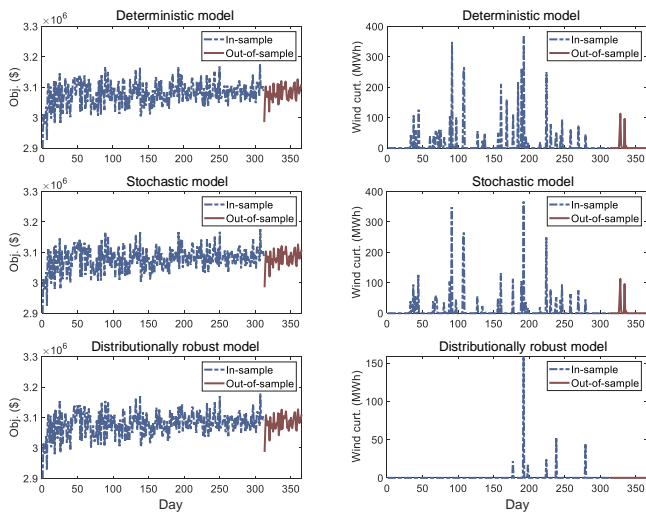 Deterministic model
×10^6
Obj. ($)
3.3
3.2
3.1
3
2.9
0 50 100 150 200 250 300 350
In-sample
Out-of-sample
Deterministic model
Wind curt. (MWh)
400
300
200
100
0
0 50 100 150 200 250 300 350
In-sample
Out-of-sample
Stochastic model
×10^6
Obj. ($)
3.3
3.2
3.1
3
2.9
0 50 100 150 200 250 300 350
In-sample
Out-of-sample
Stochastic model
Wind curt. (MWh)
400
300
200
100
0
0 50 100 150 200 250 300 350
In-sample
Out-of-sample
Distributionally robust model
×10^6
Obj. ($)
3.3
3.2
3.1
3
2.9
0 50 100 150 200 250 300 350
In-sample
Out-of-sample
Day
Distributionally robust model
Wind curt. (MWh)
150
100
50
0
0 50 100 150 200 250 300 350
In-sample
Out-of-sample
Day